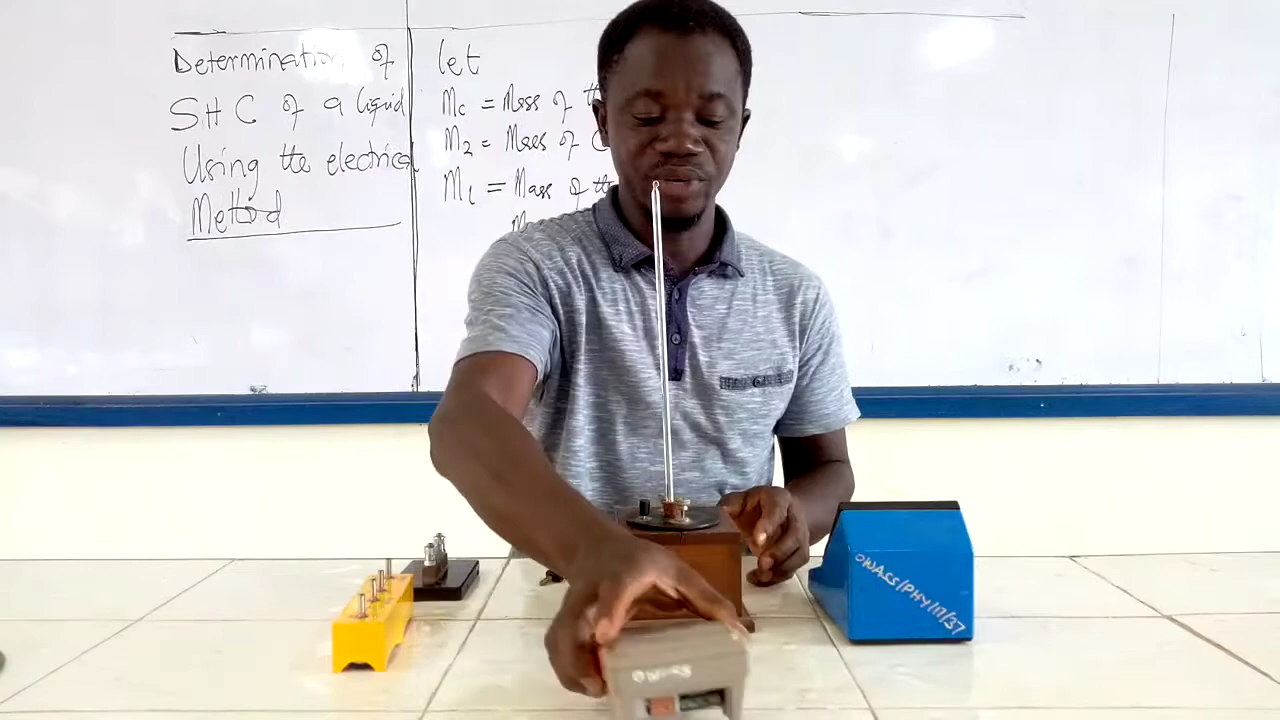 Determination of
SHC of a liquid
Using the electrical
Method
let
Mc = Mass of
M2 = Mass of
M1 = Mass of
OWASS/PHY/11/37
OWASS